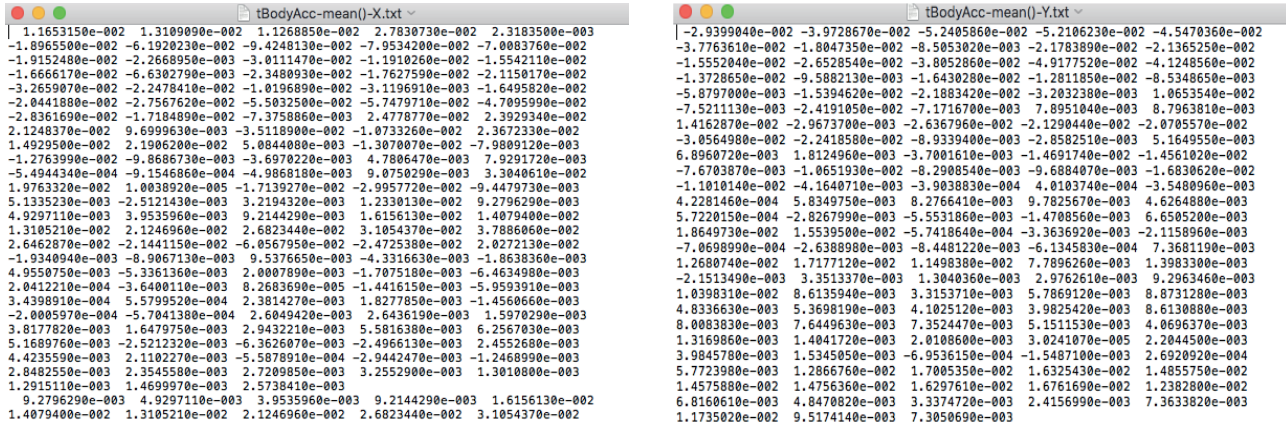 tBodyAcc-mean()-X.txt
1.1653150e-002 1.3109090e-002 1.1268850e-002 2.7830730e-002 2.3183500e-003
-1.8965500e-002 -6.1920230e-002 -9.4248130e-002 -7.9534200e-002 -7.0083760e-002
-1.9152480e-002 -2.2668950e-003 -3.0111470e-002 -1.1910260e-002 -1.5542110e-002
-1.6666170e-002 -6.6302790e-003 -2.3480930e-002 -1.7627590e-002 -2.1150170e-002
-3.2659070e-002 -2.2478410e-002 -1.0196890e-002 -3.1196910e-003 -1.6495820e-002
-2.0441880e-002 -2.7567620e-002 -5.5032500e-002 -5.7479710e-002 -4.7095990e-002
-2.8361690e-002 -1.7184890e-002 -7.3758860e-003 2.4778770e-002 2.3929340e-002
2.1248370e-002 9.6999630e-003 -3.5118900e-002 -1.0733260e-002 2.3672330e-002
1.4929500e-002 2.1906200e-002 5.0844080e-003 -1.3070070e-002 -7.9809120e-003
-1.2763990e-002 -9.8686730e-003 -3.6970220e-003 4.7806470e-003 7.9291720e-003
-5.4944340e-004 -9.1546860e-004 -4.9868180e-003 9.0750290e-003 3.3040610e-002
1.9763320e-002 1.0038920e-005 -1.7139270e-002 -2.9957720e-002 -9.4479730e-003
5.1335230e-003 -2.5121430e-003 3.2194320e-003 1.2330130e-002 9.2796290e-003
4.9297110e-003 3.9535960e-003 9.2144290e-003 1.6156130e-002 1.4079400e-002
1.3105210e-002 2.1246960e-002 2.6823440e-002 3.1054370e-002 3.7886060e-002
2.6462870e-002 -2.1441150e-002 -6.0567950e-002 -2.4725380e-002 2.0272130e-002
-1.9340940e-003 -8.9067130e-003 9.5376650e-003 -4.3316630e-003 -1.8638360e-003
4.9550750e-003 -5.3361360e-003 2.0007890e-003 -1.7075180e-003 -6.4634980e-003
2.0412210e-004 -3.6400110e-003 8.2683690e-005 -1.4416150e-003 -5.9593910e-003
3.4398910e-004 5.5799520e-004 2.3814270e-003 1.8277850e-003 -1.4560660e-003
-2.0005970e-004 -5.7041380e-004 2.6049420e-003 2.6436190e-003 1.5970290e-003
3.8177820e-003 1.6479750e-003 2.9432210e-003 5.5816380e-003 6.2567030e-003
5.1689760e-003 -2.5212320e-003 -6.3626070e-003 -2.4966130e-003 2.4552680e-003
4.4235590e-003 2.1102270e-003 -5.5878910e-004 -2.9442470e-003 -1.2468990e-003
2.8482550e-003 2.3545580e-003 2.7209850e-003 3.2552900e-003 1.3010800e-003
1.2915110e-003 1.4699970e-003 2.5738410e-003
9.2796290e-003 4.9297110e-003 3.9535960e-003 9.2144290e-003 1.6156130e-002
1.4079400e-002 1.3105210e-002 2.1246960e-002 2.6823440e-002 3.1054370e-002
tBodyAcc-mean()-Y.txt
-2.9399040e-002 -3.9728670e-002 -5.2405860e-002 -5.2106230e-002 -4.5470360e-002
-3.7763610e-002 -1.8047350e-002 -8.5053020e-003 -2.1783890e-002 -2.1365250e-002
-1.5552040e-002 -2.6528540e-002 -3.8052860e-002 -4.9177520e-002 -4.1248560e-002
-1.3728650e-002 -9.5882130e-003 -1.6430280e-002 -1.2811850e-002 -8.5348650e-003
-5.8797000e-003 -1.5394620e-002 -2.1883420e-002 -3.2032380e-003 1.0653540e-002
-7.5211130e-003 -2.4191050e-002 -7.1716770e-003 7.8951040e-003 8.7963810e-003
1.4162870e-002 -2.9673700e-003 -2.6367960e-002 -2.1290440e-002 -2.0705570e-002
-3.0564980e-002 -2.2418580e-002 -8.9339400e-003 -2.8582510e-003 5.1649550e-003
6.8960720e-003 1.8124960e-003 -3.7001610e-003 -1.4691740e-002 -1.4561020e-002
-7.6703870e-003 -1.0651930e-002 -8.2908540e-003 -9.6884070e-003 -1.6830620e-002
-1.1010140e-002 -4.1640710e-003 -3.9038830e-004 4.0103740e-004 -3.5480960e-003
4.2281460e-003 5.8349750e-003 8.2766410e-003 9.7825670e-003 4.6264880e-003
5.7220150e-004 -2.8267990e-003 -5.5531860e-003 -1.4708560e-003 6.6505200e-003
1.8649730e-002 1.5539500e-002 -5.7418640e-004 -3.3636920e-003 -2.1158960e-003
-7.0698990e-004 -2.6388980e-003 -8.4481220e-003 -6.1345830e-004 7.3681190e-003
1.2680740e-002 1.7177120e-002 1.1498380e-002 7.7896260e-003 1.3983300e-003
-2.1513490e-003 3.3513370e-003 1.3040360e-003 2.9762610e-003 9.2963460e-003
1.0398310e-002 8.6135940e-003 3.3153710e-003 5.7869120e-003 8.8731280e-003
4.8336630e-003 5.3698190e-003 4.1025120e-003 3.9825420e-003 8.6130880e-003
8.0083830e-003 7.6449630e-003 7.3524470e-003 5.1511530e-003 4.0696370e-003
1.3169860e-003 1.4041720e-003 2.0108600e-003 3.0241070e-005 2.2044500e-003
3.9845780e-003 1.5345050e-003 -6.9536150e-004 -1.5487100e-003 2.6920920e-004
5.7723980e-003 1.2866760e-002 1.7005350e-002 1.6325430e-002 1.4855750e-002
1.4575880e-002 1.4756360e-002 1.6297610e-002 1.6761690e-002 1.2382800e-002
6.8160610e-003 4.8470820e-003 3.3374720e-003 2.4156990e-003 7.3633820e-003
1.1735020e-002 9.5174140e-003 7.3050690e-003